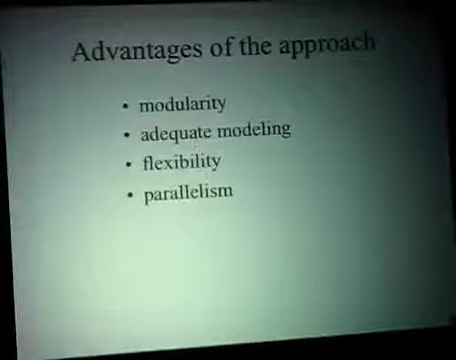 Advantages of the approach
• modularity
• adequate modeling
• flexibility
• parallelism